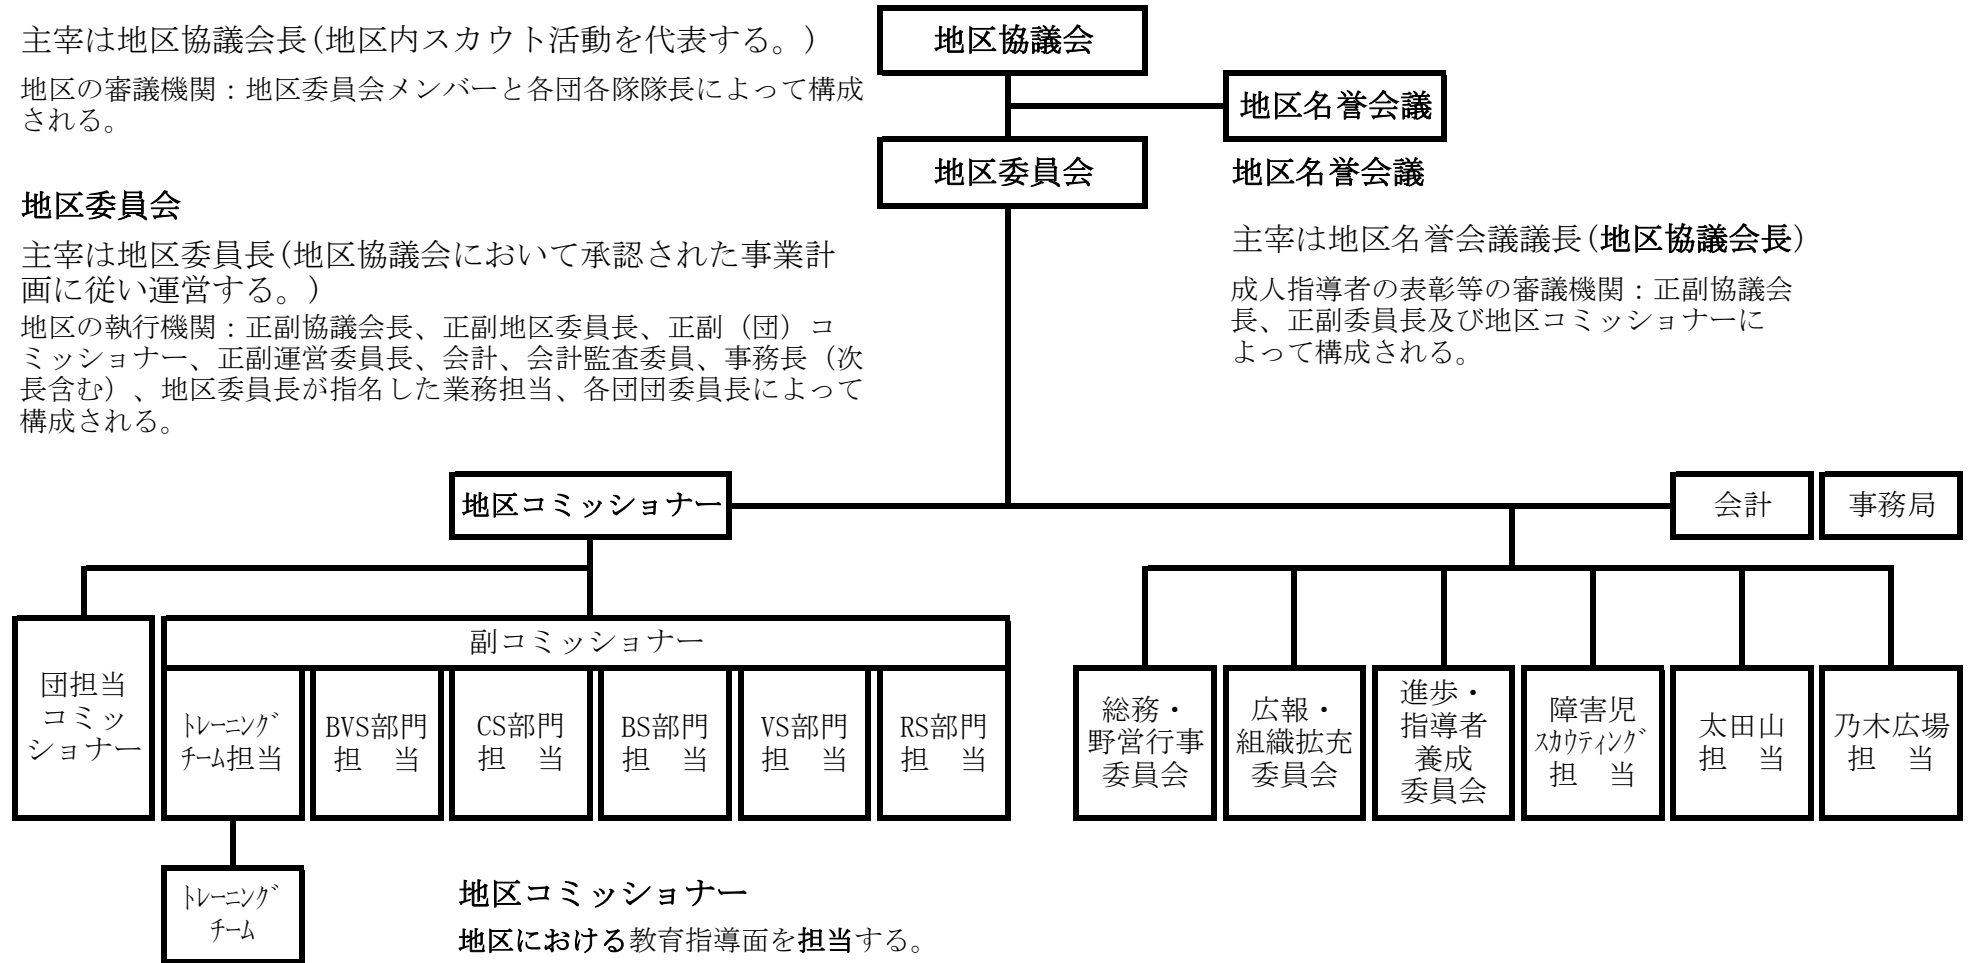 主宰は地区協議会長(地区内スカウト活動を代表する。)
地区の審議機関：地区委員会メンバーと各団各隊隊長によって構成
される。
地区協議会
地区名誉会議
地区委員会
地区名誉会議
主宰は地区名誉会議議長(地区協議会長)
成人指導者の表彰等の審議機関：正副協議会
長、正副委員長及び地区コミッショナーに
よって構成される。
地区委員会
主宰は地区委員長(地区協議会において承認された事業計
画に従い運営する。)
地区の執行機関：正副協議会長、正副地区委員長、正副（団）コ
ミッショナー、正副運営委員長、会計、会計監査委員、事務長（次
長含む）、地区委員長が指名した業務担当、各団団委員長によって
構成される。
地区コミッショナー
会計
事務局
団担当
コミッ
ショナー
副コミッショナー
ﾄﾚｰﾆﾝｸﾞ
ﾁｰﾑ担当
BVS部門
担　当
CS部門
担　当
BS部門
担　当
VS部門
担　当
RS部門
担　当
総務・
野営行事
委員会
広報・
組織拡充
委員会
進歩・
指導者
養成
委員会
障害児
ｽｶｳﾃｨﾝｸﾞ
担　当
太田山
担　当
乃木広場
担　当
ﾄﾚｰﾆﾝｸﾞ
ﾁｰﾑ
地区コミッショナー
地区における教育指導面を担当する。